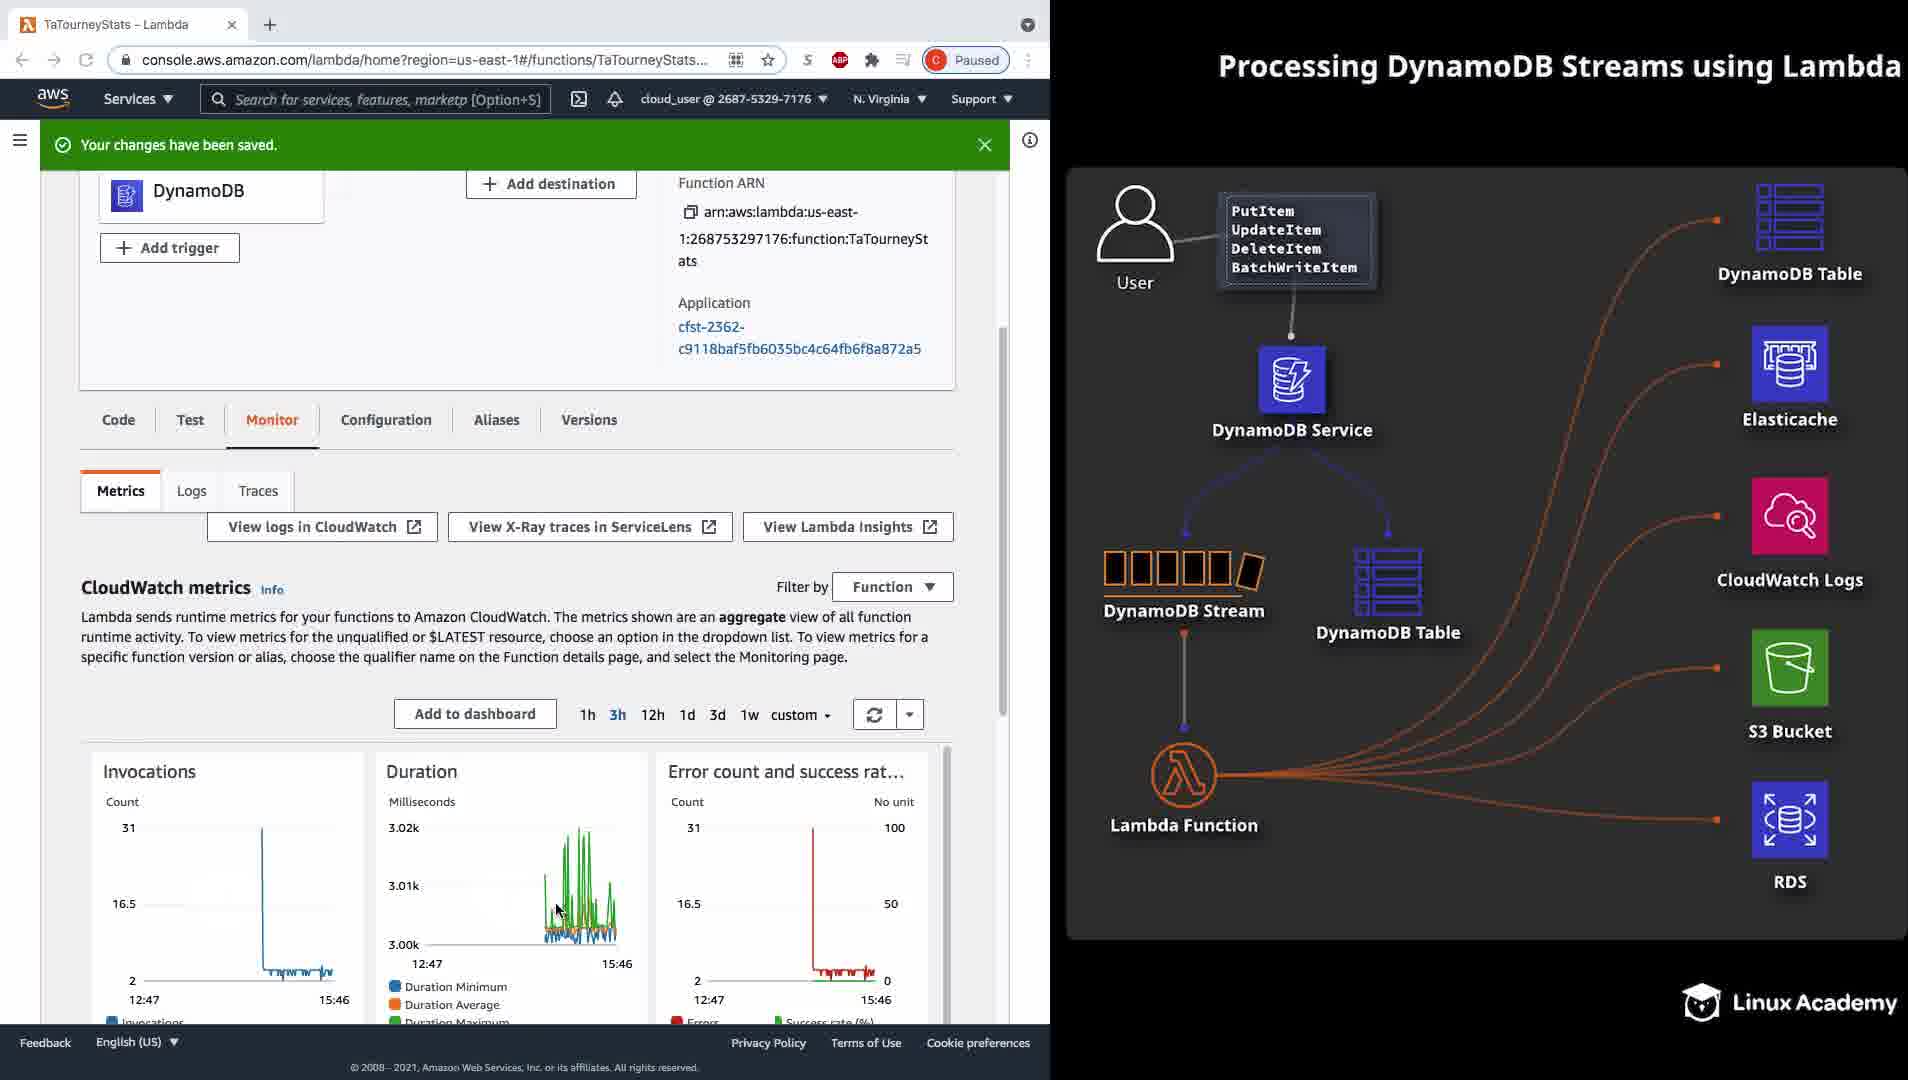 TaTourneyStats - Lambda
console.aws.amazon.com/lambda/home?region=us-east-1#/functions/TaTourneyStats...
S
ABP
C Paused
aws
Services
Search for services, features, marketp [Option+S]
cloud_user @ 2687-5329-7176
N. Virginia
Support
Your changes have been saved.
DynamoDB
Add trigger
Add destination
Function ARN
arn:aws:lambda:us-east-
1:268753297176:function:TaTourneySt
ats
Application
cfst-2362-
c9118baf5fb6035bc4c64fb6f8a872a5
Code
Test
Monitor
Configuration
Aliases
Versions
Metrics
Logs
Traces
View logs in CloudWatch
View X-Ray traces in ServiceLens
View Lambda Insights
CloudWatch metrics Info
Filter by Function
Lambda sends runtime metrics for your functions to Amazon CloudWatch. The metrics shown are an aggregate view of all function
runtime activity. To view metrics for the unqualified or $LATEST resource, choose an option in the dropdown list. To view metrics for a
specific function version or alias, choose the qualifier name on the Function details page, and select the Monitoring page.
Add to dashboard
1h 3h 12h 1d 3d 1w custom
Invocations
Count
31
16.5
2
12:47
15:46
Invocations
Duration
Milliseconds
3.02k
3.01k
3.00k
12:47
15:46
Duration Minimum
Duration Average
Duration Maximum
Error count and success rat...
Count
No unit
31
100
16.5
50
2
0
12:47
15:46
Errors
Success rate (%)
Feedback
English (US)
Privacy Policy
Terms of Use
Cookie preferences
© 2008 - 2021, Amazon Web Services, Inc. or its affiliates. All rights reserved.
Processing DynamoDB Streams using Lambda
User
PutItem
UpdateItem
DeleteItem
BatchWriteItem
DynamoDB Service
DynamoDB Stream
DynamoDB Table
Lambda Function
DynamoDB Table
Elasticache
CloudWatch Logs
S3 Bucket
RDS
Linux Academy